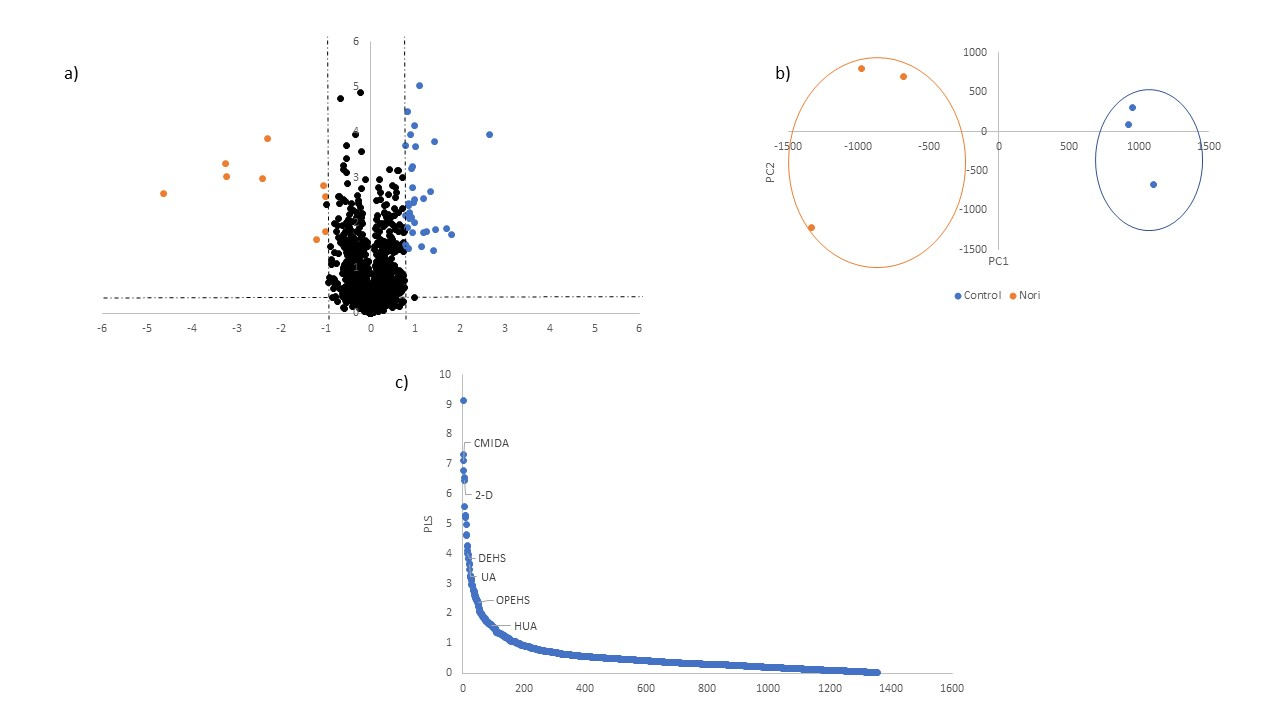 a)
6
5
4
3
1
0
-6 -5 -4 -3 -2 -1 0 1 2 3 4 5 6
b)
1000
500
0
-1500 -1000 -500 0 500 1000 1500
-500
-1000
-1500
PC2
PC1
Control Nori
c)
10
9
8
7
6
5
4
3
2
1
0
PLS
CMIDA
2-D
DEHS
UA
OPEHS
HUA
0 200 400 600 800 1000 1200 1400 1600